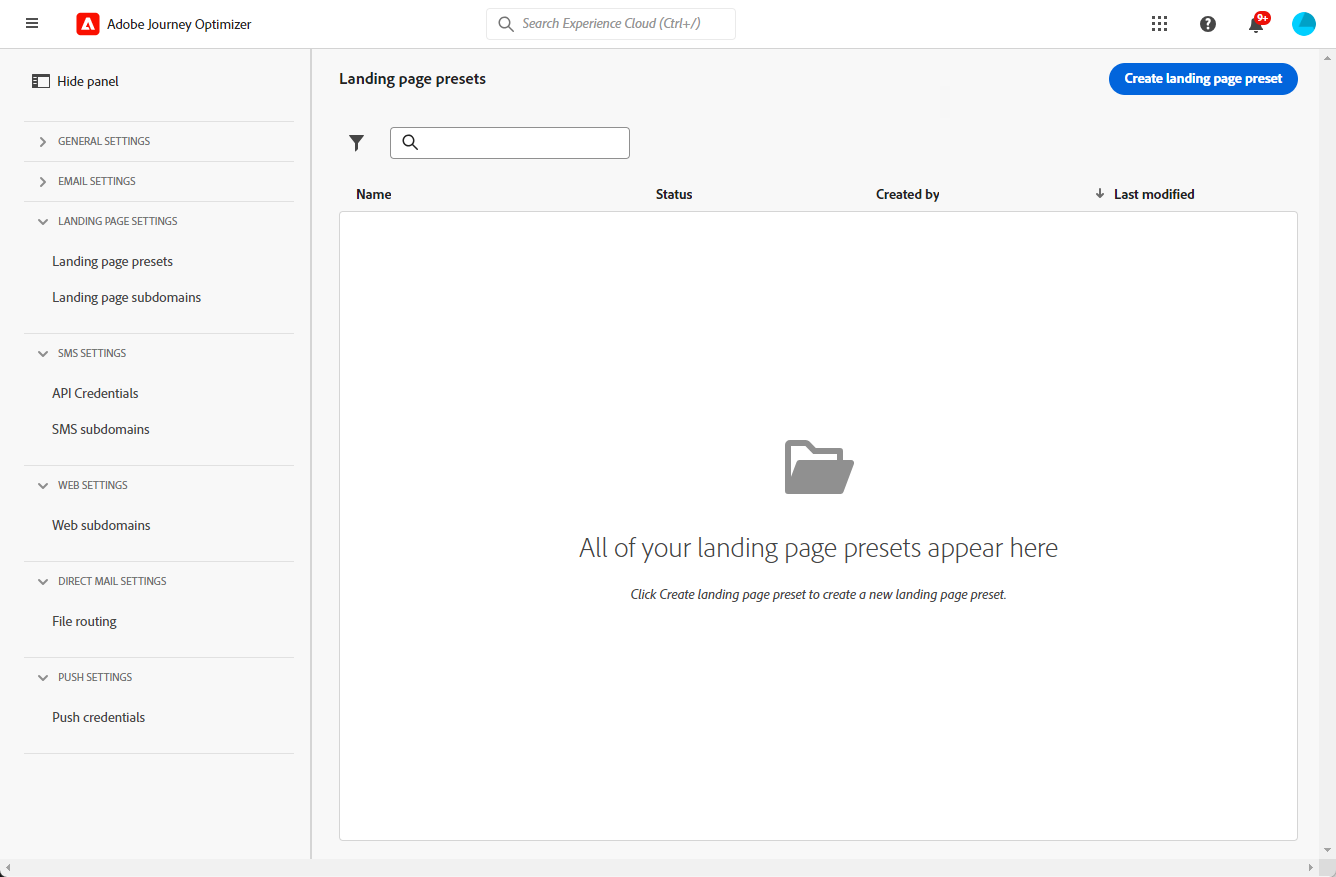 Adobe Journey Optimizer
Search Experience Cloud (Ctrl+/)
9+
Hide panel
GENERAL SETTINGS
EMAIL SETTINGS
LANDING PAGE SETTINGS
Landing page presets
Landing page subdomains
SMS SETTINGS
API Credentials
SMS subdomains
WEB SETTINGS
Web subdomains
DIRECT MAIL SETTINGS
File routing
PUSH SETTINGS
Push credentials
Landing page presets
Create landing page preset
Name Status Created by Last modified
All of your landing page presets appear here
Click Create landing page preset to create a new landing page preset.